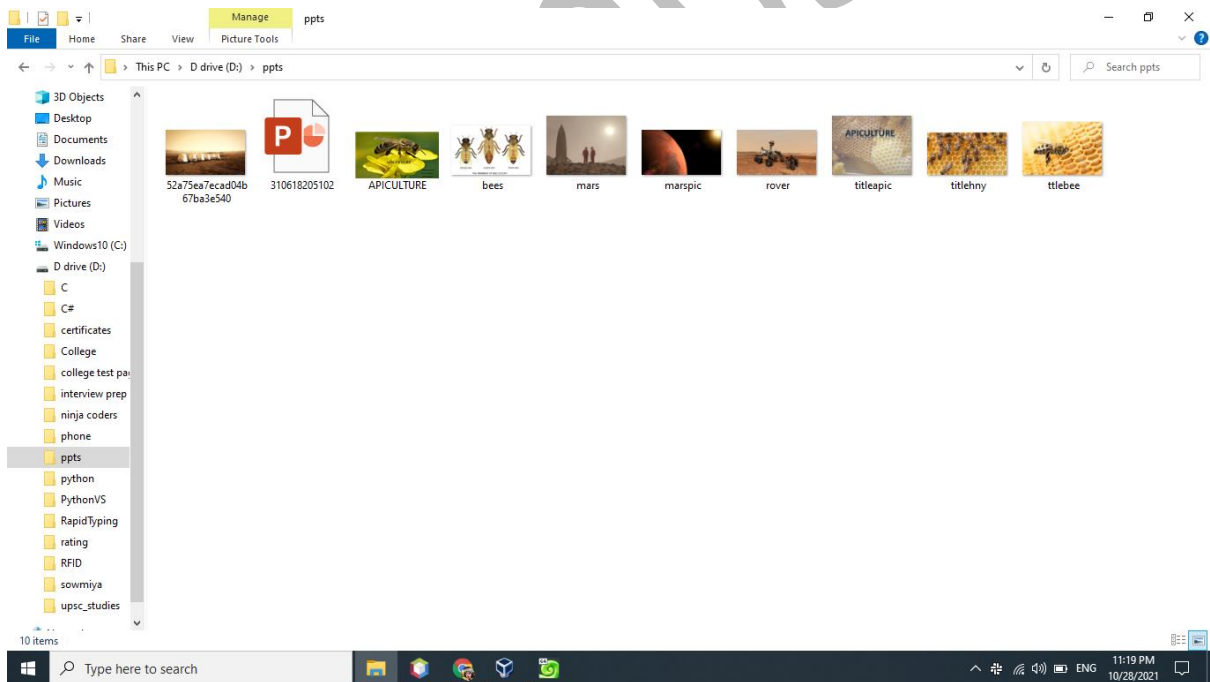 Manage
ppts
File Home Share View Picture Tools
This PC > D drive (D:) > ppts
Search ppts
3D Objects
Desktop
Documents
Downloads
Music
Pictures
Videos
Windows10 (C:)
D drive (D:)
C
C#
certificates
College
college test pa
interview prep
ninja coders
phone
ppts
python
PythonVS
RapidTyping
rating
RFID
sowmiya
upsc_studies
APICULTURE
52a75ea7ecad04b
67ba3e540
310618205102
APICULTURE
bees
mars
marspic
rover
titleapic
titlehny
ttlebee
10 items
Type here to search
ENG
11:19 PM
10/28/2021